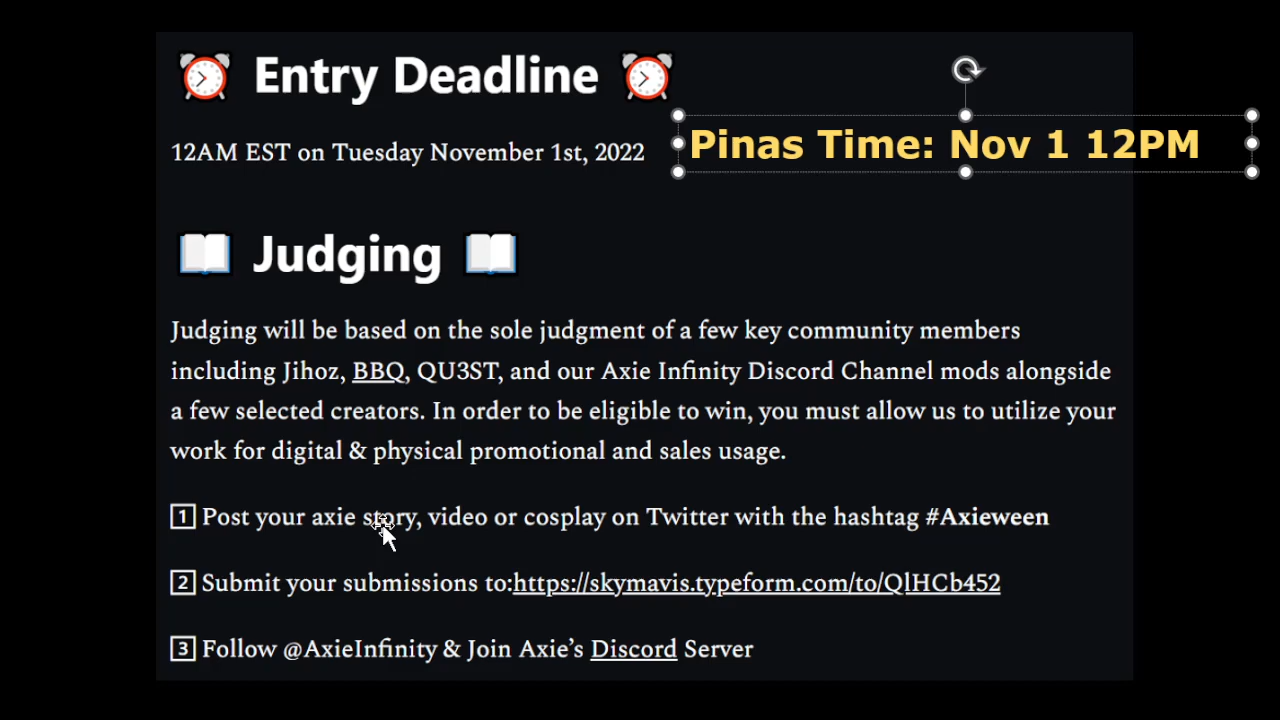 Entry Deadline
12AM EST on Tuesday November 1st, 2022
Pinas Time: Nov 1 12PM
Judging
Judging will be based on the sole judgment of a few key community members
including Jihoz, BBQ, QU3ST, and our Axie Infinity Discord Channel mods alongside
a few selected creators. In order to be eligible to win, you must allow us to utilize your
work for digital & physical promotional and sales usage.
1 Post your axie story, video or cosplay on Twitter with the hashtag #Axieween
2 Submit your submissions to:https://skymavis.typeform.com/to/QlHCb452
3 Follow @AxieInfinity & Join Axie’s Discord Server